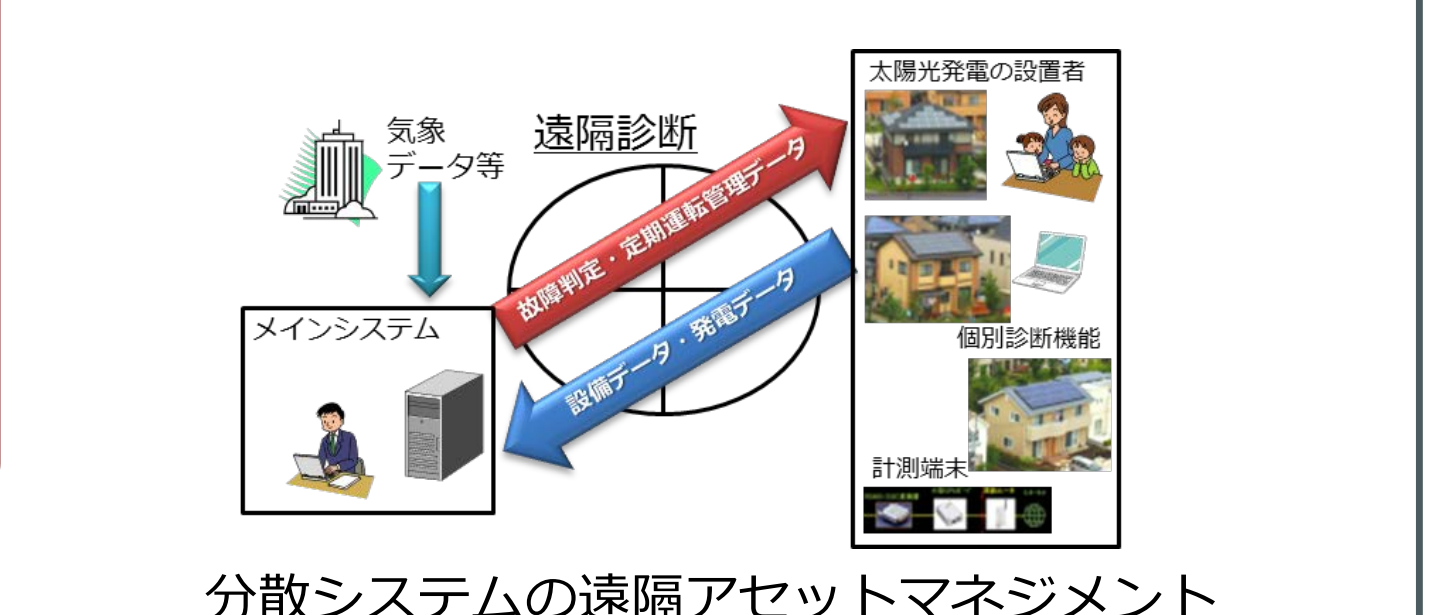 太陽光発電の設置者
気象
データ等
遠隔診断
故障判定・定期運転管理データ
設備データ・発電データ
メインシステム
個別診断機能
計測端末
分散システムの遠隔アセットマネジメント